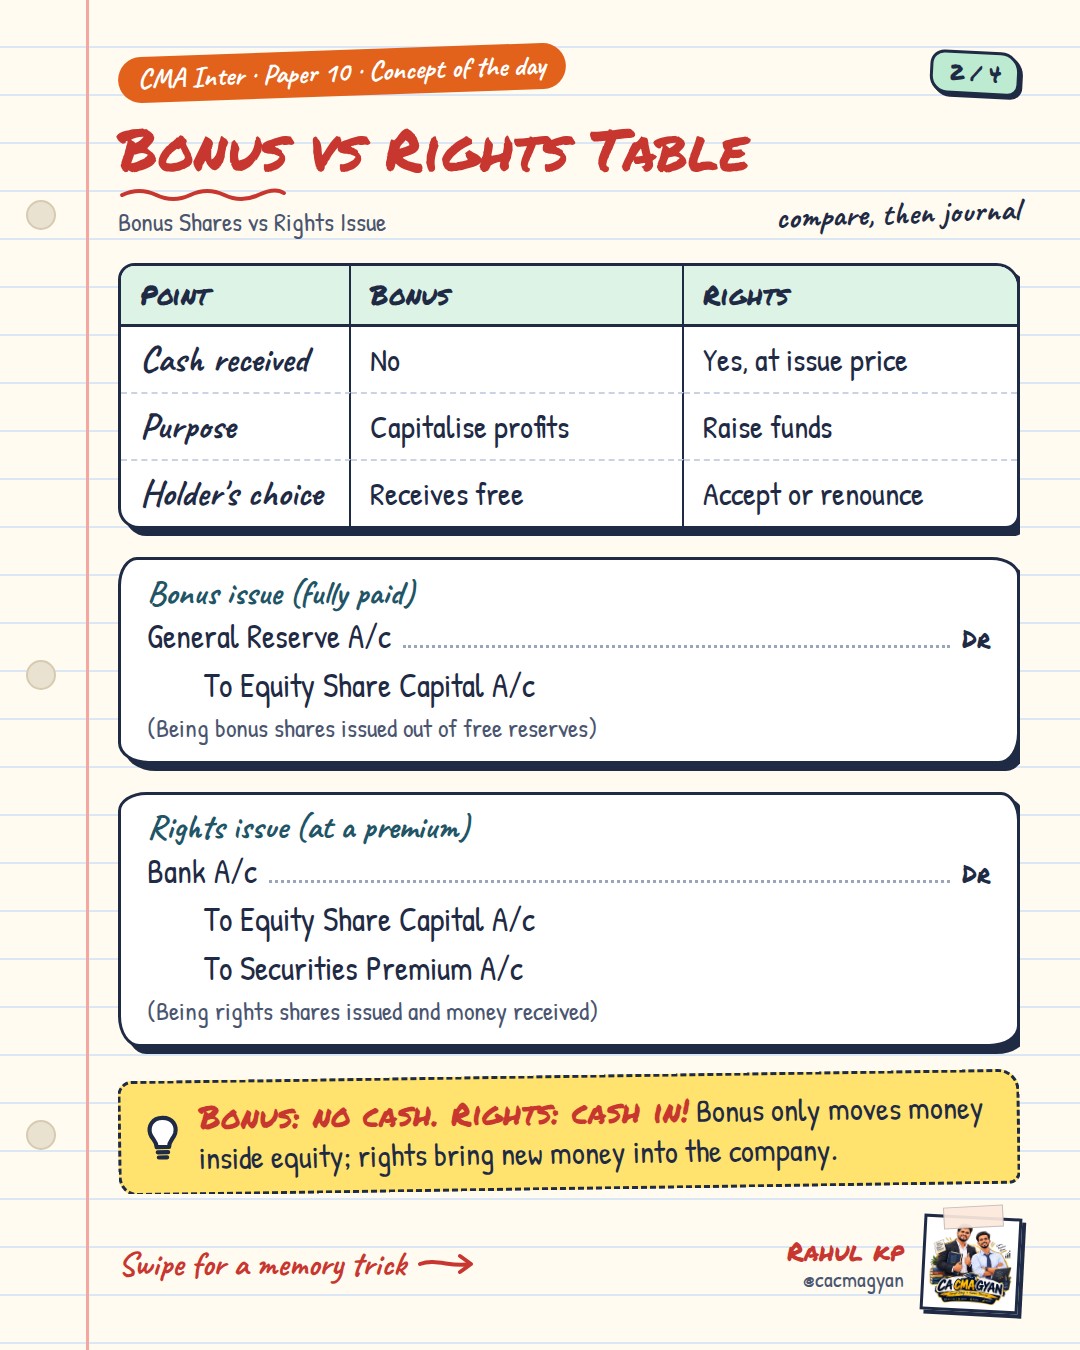 CMA Inter · Paper 10 · Concept of the day
2/4
Bonus vs Rights Table
Bonus Shares vs Rights Issue
compare, then journal
Point Bonus Rights
Cash received No Yes, at issue price
Purpose Capitalise profits Raise funds
Holder's choice Receives free Accept or renounce
Bonus issue (fully paid)
General Reserve A/c Dr
To Equity Share Capital A/c
(Being bonus shares issued out of free reserves)
Rights issue (at a premium)
Bank A/c Dr
To Equity Share Capital A/c
To Securities Premium A/c
(Being rights shares issued and money received)
Bonus: no cash. Rights: cash in! Bonus only moves money
inside equity; rights bring new money into the company.
Swipe for a memory trick
Rahul KP
@cacmagyan
CA CMA GYAN